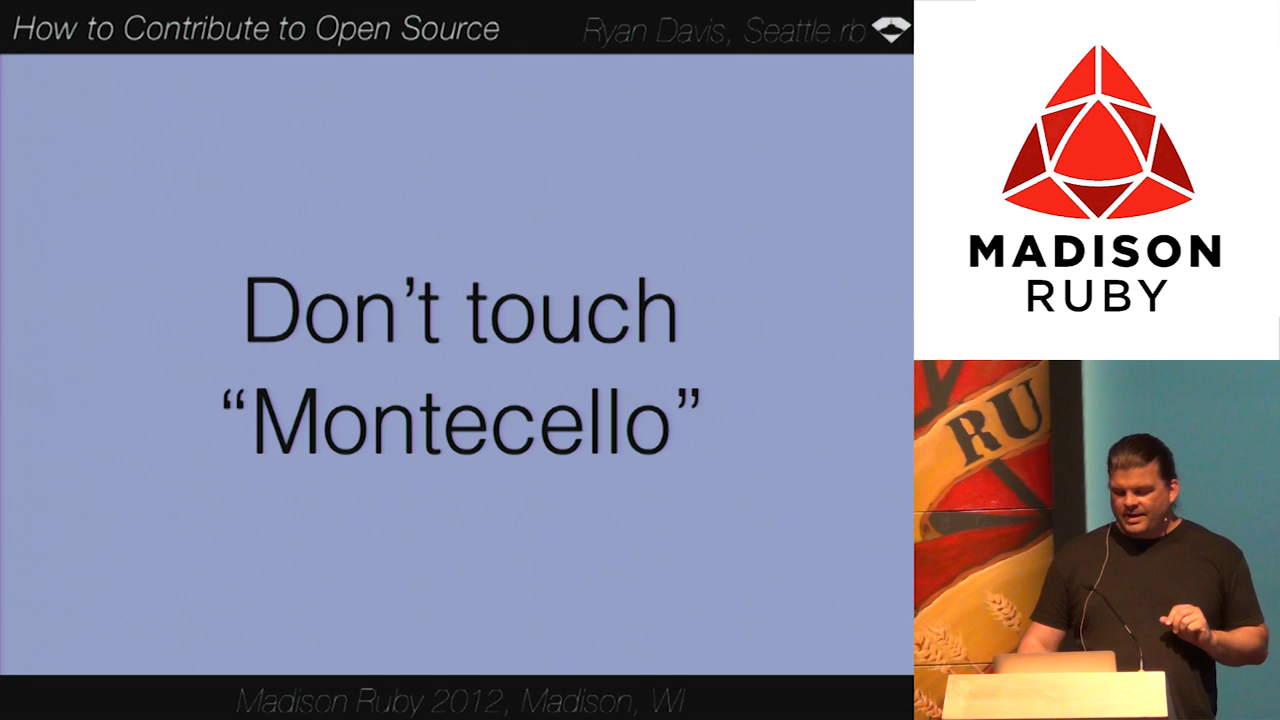 How to Contribute to Open Source
Ryan Davis, Seattle.rb
Don’t touch
“Montecello”
Madison Ruby 2012, Madison, WI
MADISON
RUBY
RU